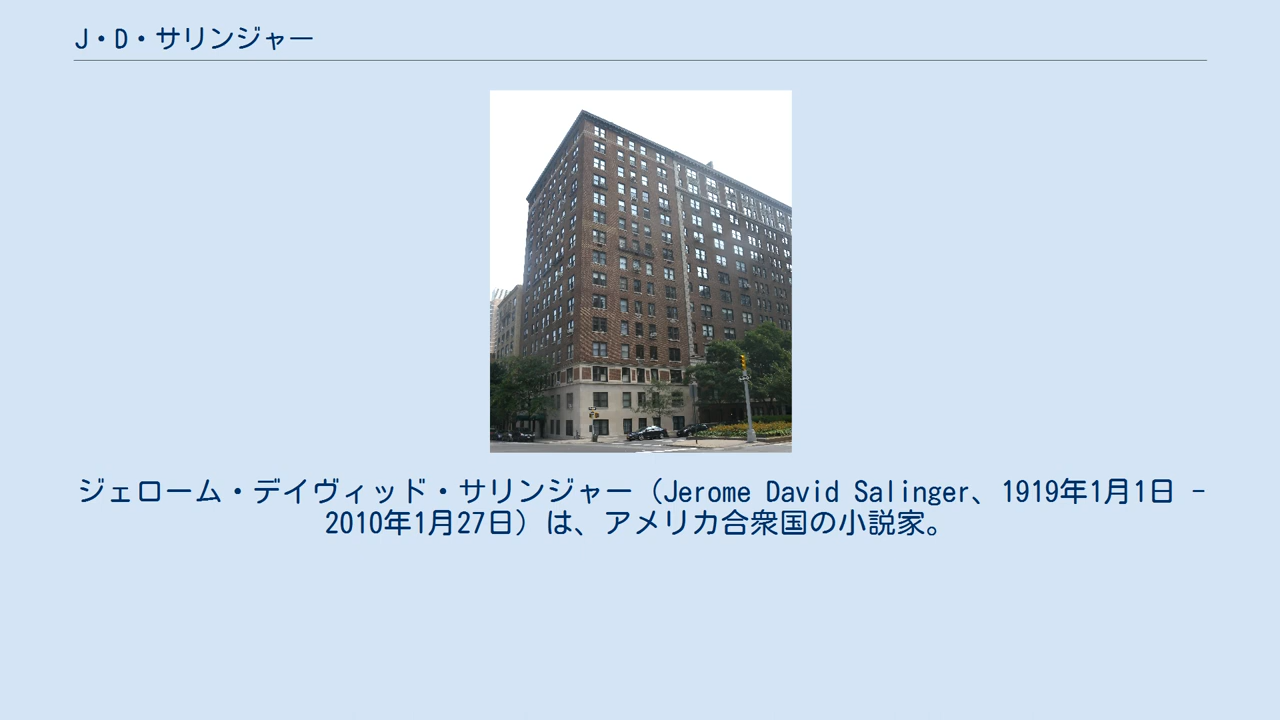 J・D・サリンジャー
ジェローム・デイヴィッド・サリンジャー（Jerome David Salinger、1919年1月1日 -
2010年1月27日）は、アメリカ合衆国の小説家。